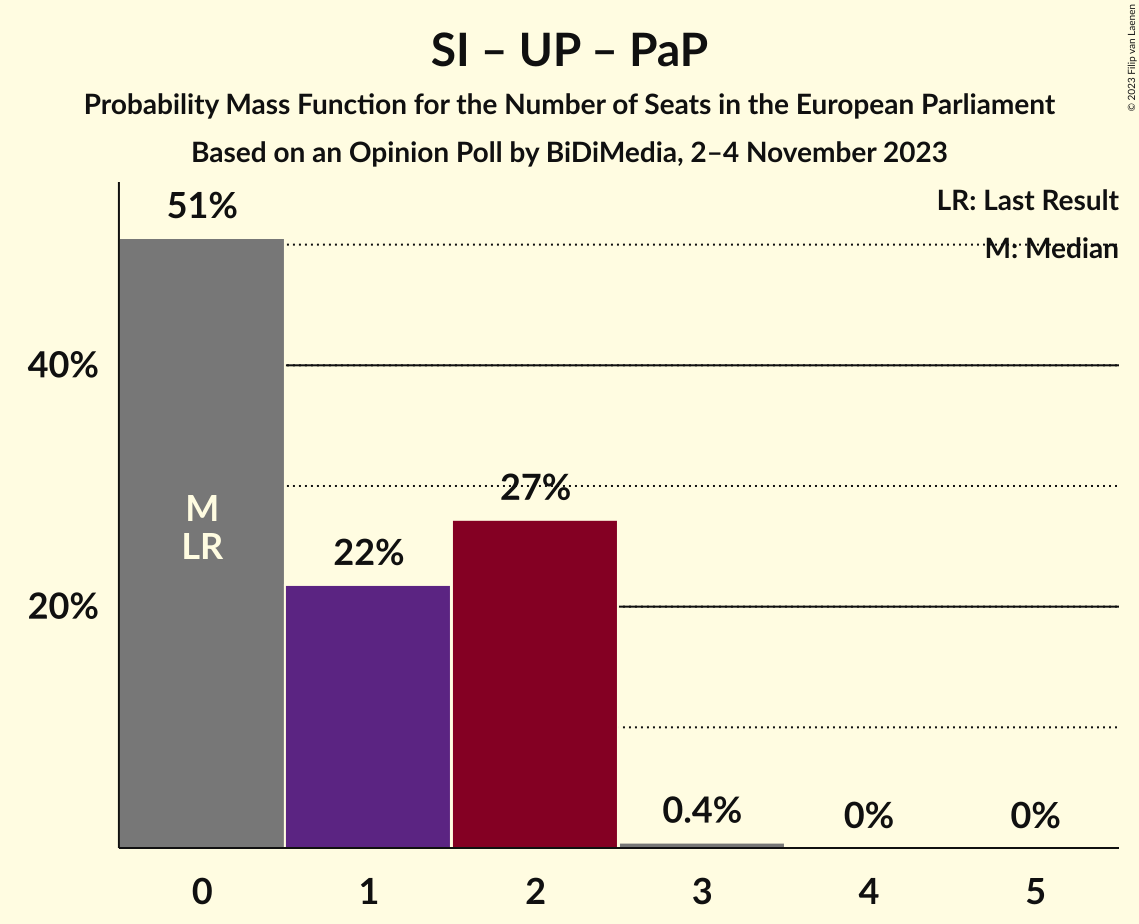 SI – UP – PaP
Probability Mass Function for the Number of Seats in the European Parliament
Based on an Opinion Poll by BiDiMedia, 2–4 November 2023
© 2023 Filip van Laenen
LR: Last Result
M: Median
51%
40%
27%
22%
20%
M
LR
0.4%
0%
0%
0
1
2
3
4
5